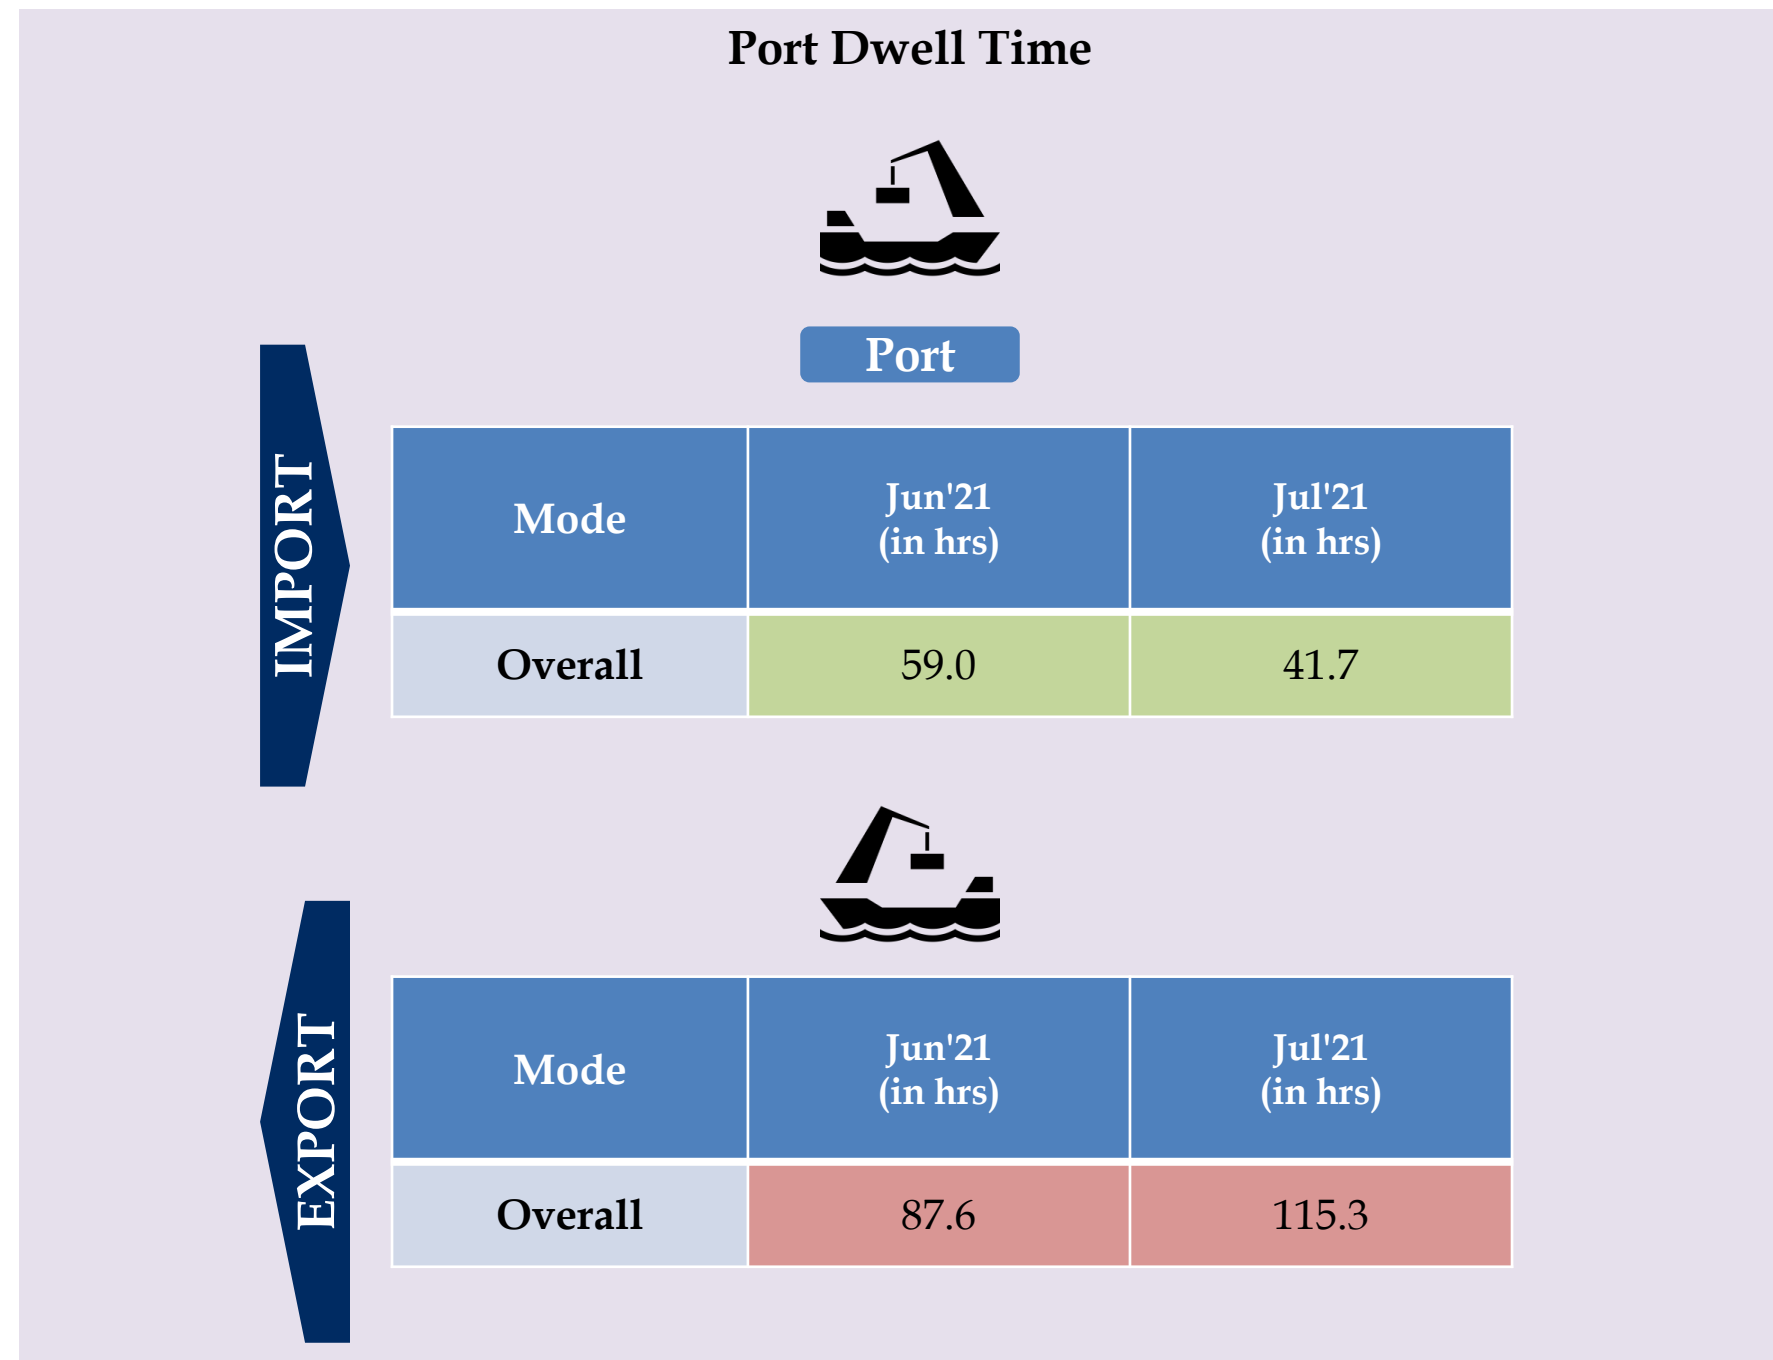 Port Dwell Time
Port
IMPORT
Mode
Jun'21
(in hrs)
Jul'21
(in hrs)
Overall
59.0
41.7
EXPORT
Mode
Jun'21
(in hrs)
Jul'21
(in hrs)
Overall
87.6
115.3